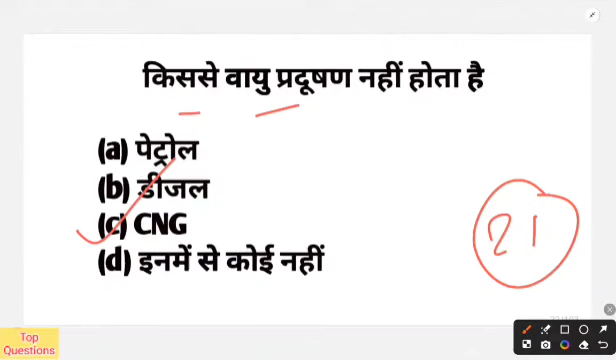 किससे वायु प्रदूषण नहीं होता है
(a) पेट्रोल
(b) डीजल
(c) CNG
(d) इनमें से कोई नहीं
21
Top
Questions